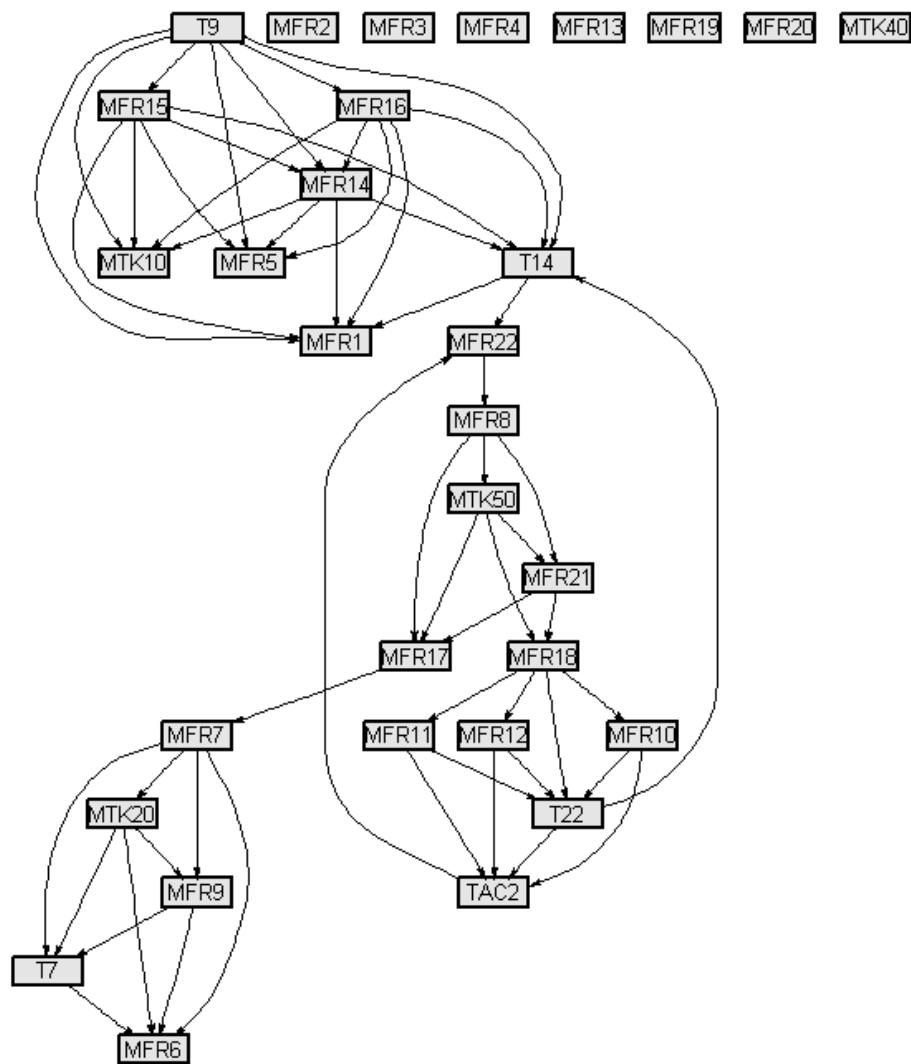 T9 MFR2 MFR3 MFR4 MFR13 MFR19 MFR20 MTK40
MFR15 MFR16
MFR14
MTK10 MFR5 T14
MFR1 MFR22
MFR8
MTK50
MFR21
MFR17 MFR18
MFR7 MFR11 MFR12 MFR10
MTK20 T22
MFR9 TAC2
T7
MFR6